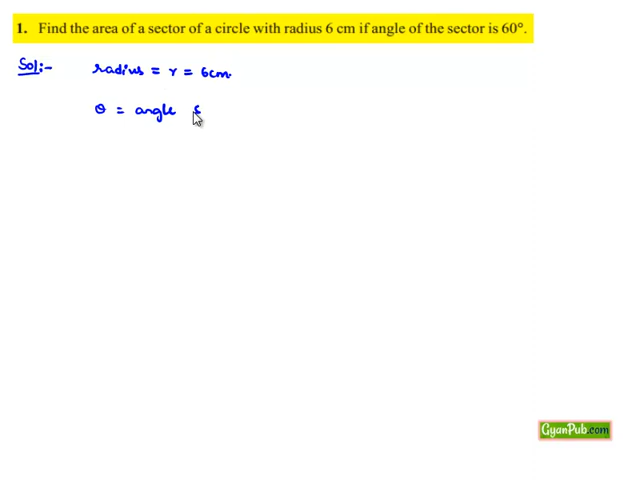 1. Find the area of a sector of a circle with radius 6 cm if angle of the sector is 60°.
Sol:-
radius = r = 6cm.
θ = angle
GyanPub.com